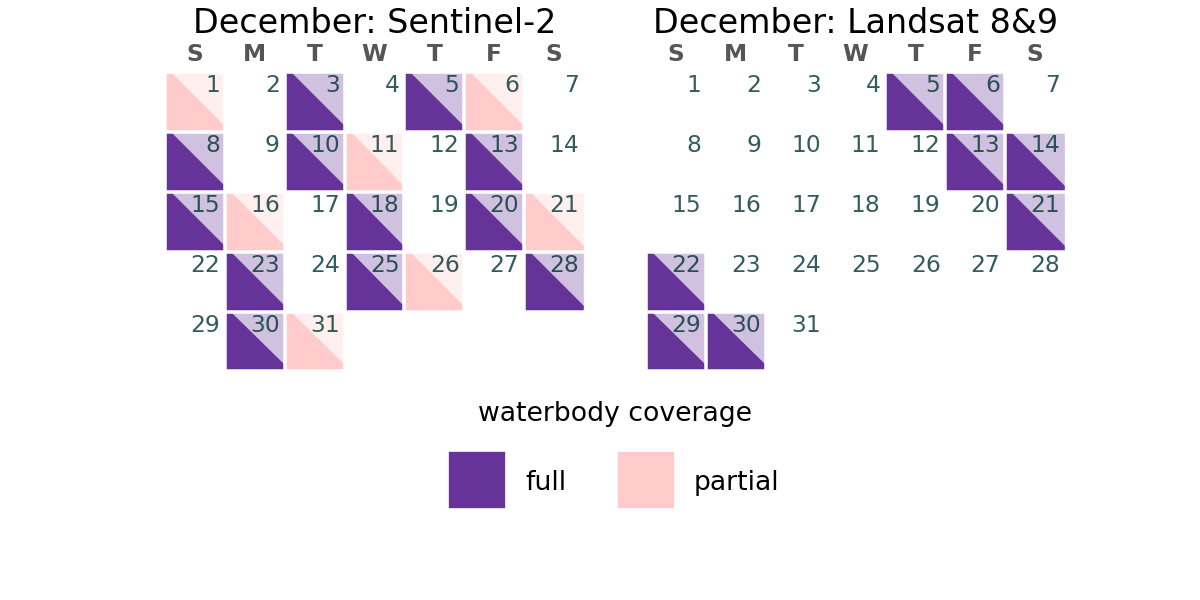 December: Sentinel-2
S M T W T F S
1 2 3 4 5 6 7
8 9 10 11 12 13 14
15 16 17 18 19 20 21
22 23 24 25 26 27 28
29 30 31
December: Landsat 8&9
S M T W T F S
1 2 3 4 5 6 7
8 9 10 11 12 13 14
15 16 17 18 19 20 21
22 23 24 25 26 27 28
29 30 31
waterbody coverage
full partial